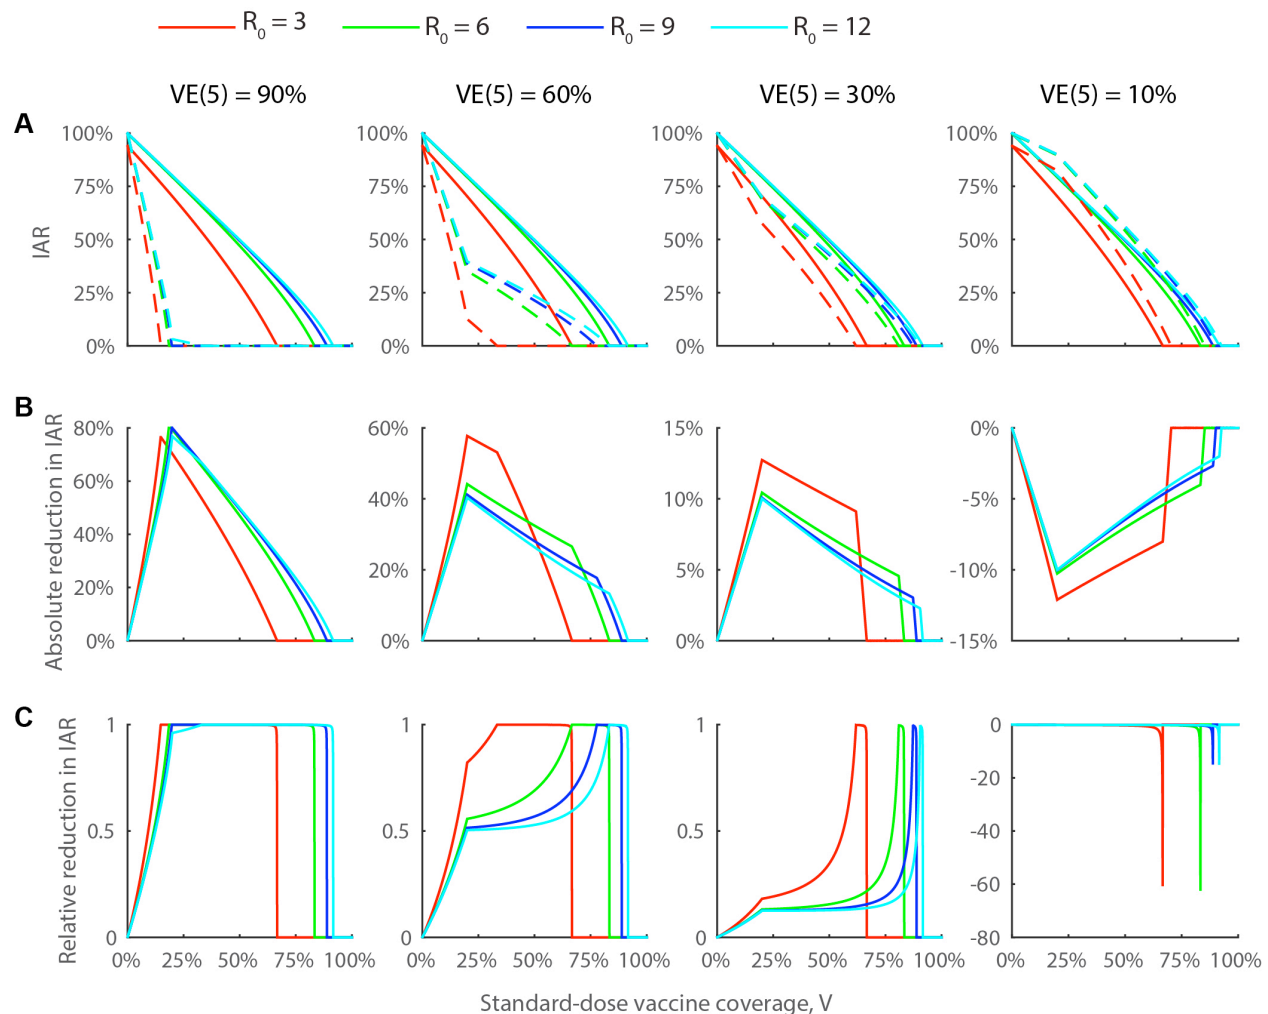 R0 = 3 R0 = 6 R0 = 9 R0 = 12
VE(5) = 90% VE(5) = 60% VE(5) = 30% VE(5) = 10%
A
IAR
100% 100% 100% 100%
75% 75% 75% 75%
50% 50% 50% 50%
25% 25% 25% 25%
0% 0% 0% 0%
B
Absolute reduction in IAR
80% 60% 15% 0%
60% 40% 10% -5%
40% 20% 5% -10%
20% 0% 0% -15%
0%
C
Relative reduction in IAR
1 1 1 0
-20
0.5 0.5 0.5 -40
-60
0 0 0 -80
0% 25% 50% 75% 100% 0% 25% 50% 75% 100% 0% 25% 50% 75% 100% 0% 25% 50% 75% 100%
Standard-dose vaccine coverage, V